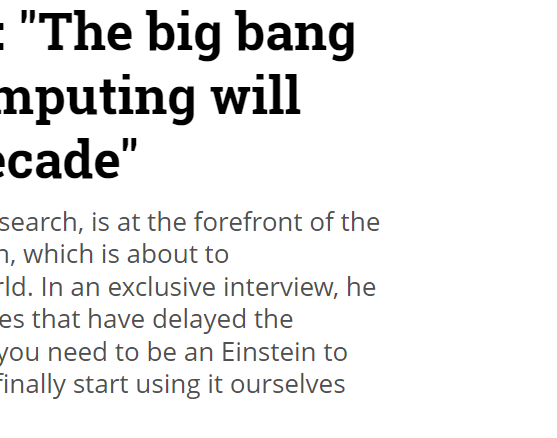 : "The big bang
mputing will
ecade"
search, is at the forefront of the
n, which is about to
rld. In an exclusive interview, he
es that have delayed the
you need to be an Einstein to
finally start using it ourselves